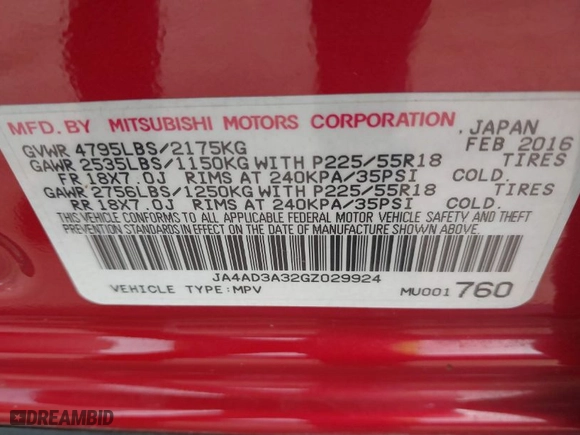 MFD.BY MITSUBISHI MOTORS CORPORATION, JAPAN
GVWR 4795LBS/2175KG FEB 2016
GAWR 2535LBS/1150KG WITH P225/55R18 TIRES
FR 18X7.0J RIMS AT 240KPA/35PSI COLD.
GAWR 2756LBS/1250KG WITH P225/55R18 TIRES
RR 18X7.0J RIMS AT 240KPA/35PSI COLD.
THIS VEHICLE CONFORMS TO ALL APPLICABLE FEDERAL MOTOR VEHICLE SAFETY AND THEFT
PREVENTION STANDARDS IN EFFECT ON THE DATE OF MANUFACTURE SHOWN ABOVE.
JA4AD3A32GZ029924
VEHICLE TYPE:MPV MU001760
DREAMBID